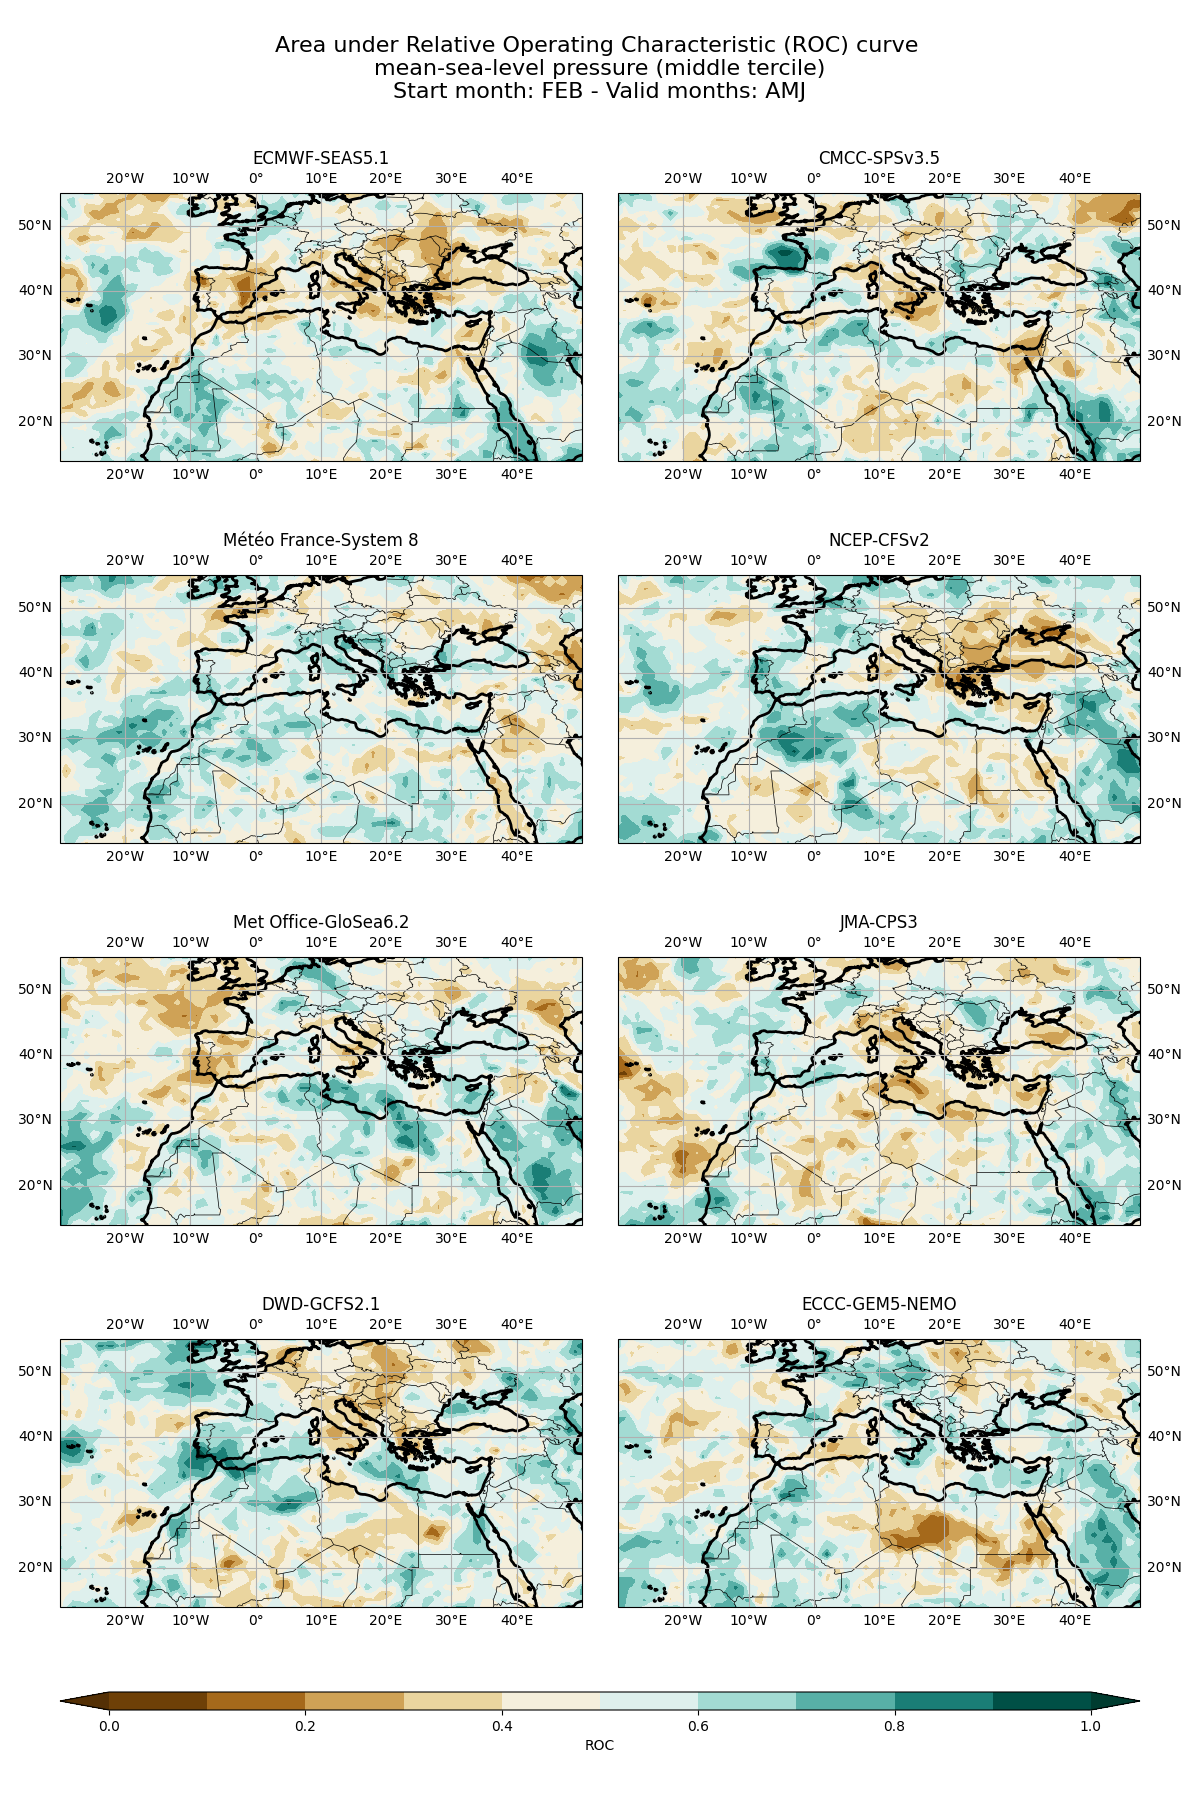 Area under Relative Operating Characteristic (ROC) curve
mean-sea-level pressure (middle tercile)
Start month: FEB - Valid months: AMJ
ECMWF-SEAS5.1
CMCC-SPSv3.5
20°W 10°W 0° 10°E 20°E 30°E 40°E
20°W 10°W 0° 10°E 20°E 30°E 40°E
50°N
50°N
40°N
40°N
30°N
30°N
20°N
20°N
20°W 10°W 0° 10°E 20°E 30°E 40°E
20°W 10°W 0° 10°E 20°E 30°E 40°E
Météo France-System 8
NCEP-CFSv2
20°W 10°W 0° 10°E 20°E 30°E 40°E
20°W 10°W 0° 10°E 20°E 30°E 40°E
50°N
50°N
40°N
40°N
30°N
30°N
20°N
20°N
20°W 10°W 0° 10°E 20°E 30°E 40°E
20°W 10°W 0° 10°E 20°E 30°E 40°E
Met Office-GloSea6.2
JMA-CPS3
20°W 10°W 0° 10°E 20°E 30°E 40°E
20°W 10°W 0° 10°E 20°E 30°E 40°E
50°N
50°N
40°N
40°N
30°N
30°N
20°N
20°N
20°W 10°W 0° 10°E 20°E 30°E 40°E
20°W 10°W 0° 10°E 20°E 30°E 40°E
DWD-GCFS2.1
ECCC-GEM5-NEMO
20°W 10°W 0° 10°E 20°E 30°E 40°E
20°W 10°W 0° 10°E 20°E 30°E 40°E
50°N
50°N
40°N
40°N
30°N
30°N
20°N
20°N
20°W 10°W 0° 10°E 20°E 30°E 40°E
20°W 10°W 0° 10°E 20°E 30°E 40°E
0.0 0.2 0.4 0.6 0.8 1.0
ROC